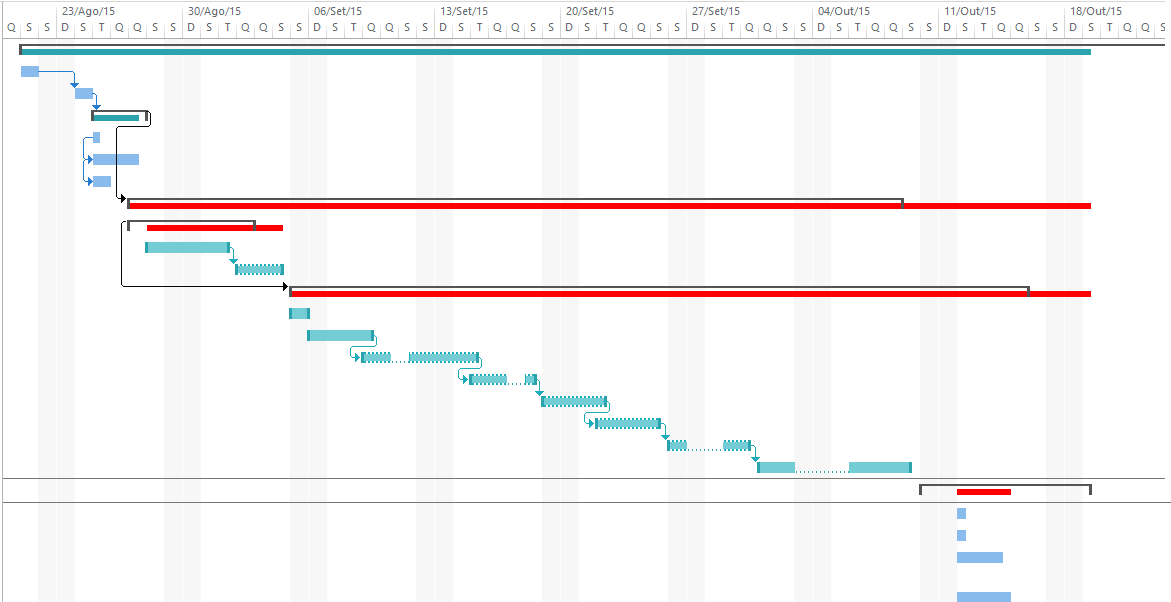 23/Ago/15 30/Ago/15 06/Set/15 13/Set/15 20/Set/15 27/Set/15 04/Out/15 11/Out/15 18/Out/15
Q S S D S T Q Q S S D S T Q Q S S D S T Q Q S S D S T Q Q S S D S T Q Q S S D S T Q Q S S D S T Q Q S S D S T Q Q S S D S T Q Q S